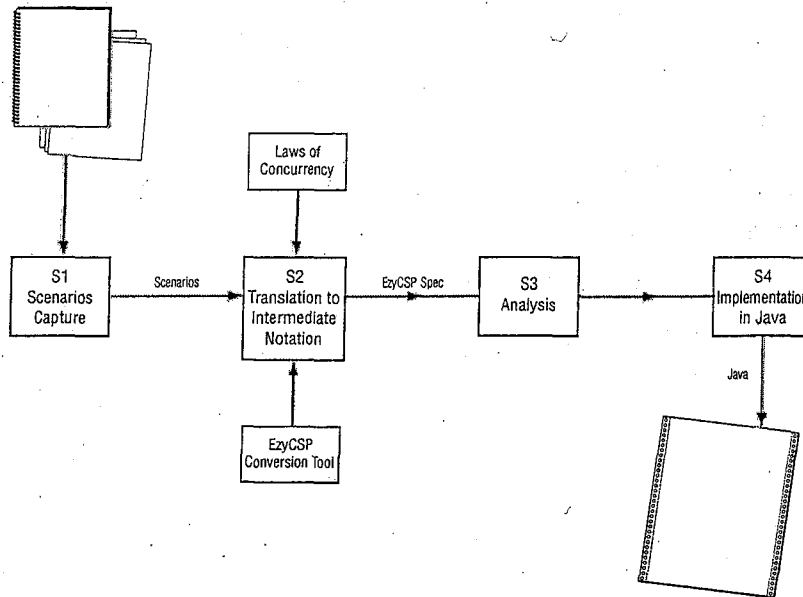 Laws of
Concurrency
S1
Scenarios
Capture
Scenarios
S2
Translation to
Intermediate
Notation
EzyCSP Spec
S3
Analysis
S4
Implementation
in Java
Java
EzyCSP
Conversion Tool